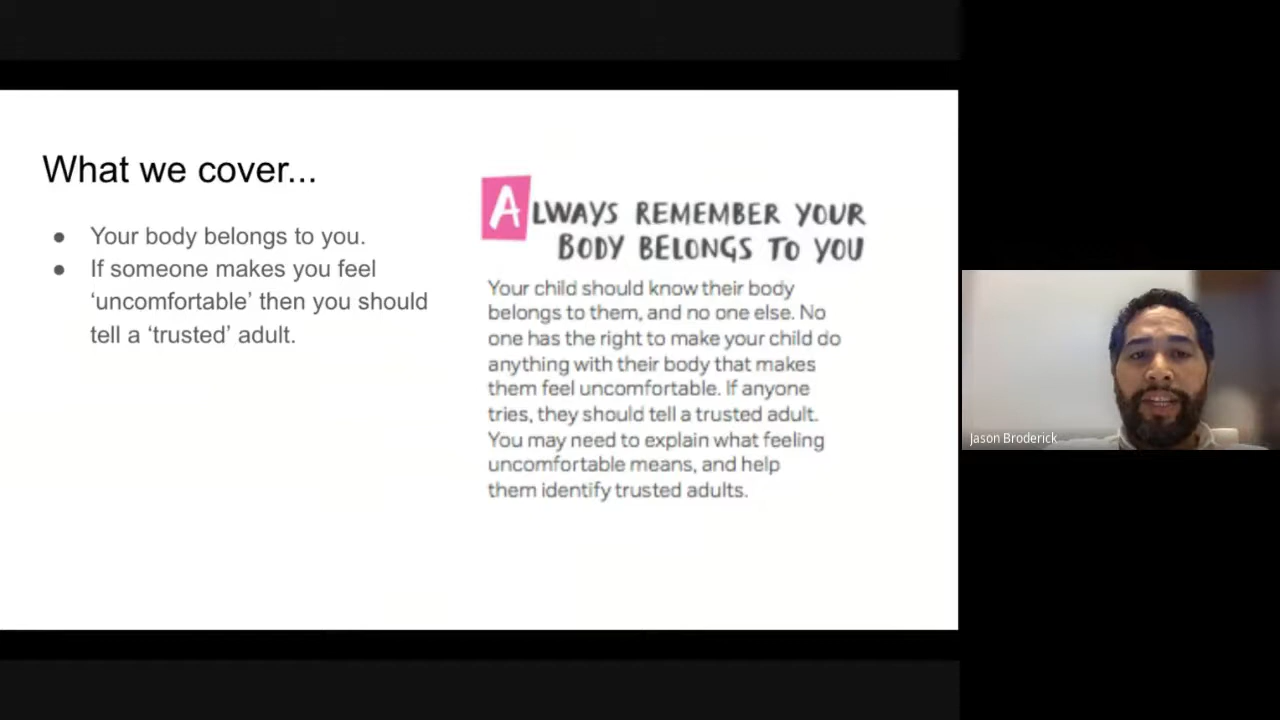 What we cover...
● Your body belongs to you.
● If someone makes you feel
‘uncomfortable’ then you should
tell a ‘trusted’ adult.
ALWAYS REMEMBER YOUR
BODY BELONGS TO YOU
Your child should know their body
belongs to them, and no one else. No
one has the right to make your child do
anything with their body that makes
them feel uncomfortable. If anyone
tries, they should tell a trusted adult.
You may need to explain what feeling
uncomfortable means, and help
them identify trusted adults.
Jason Broderick